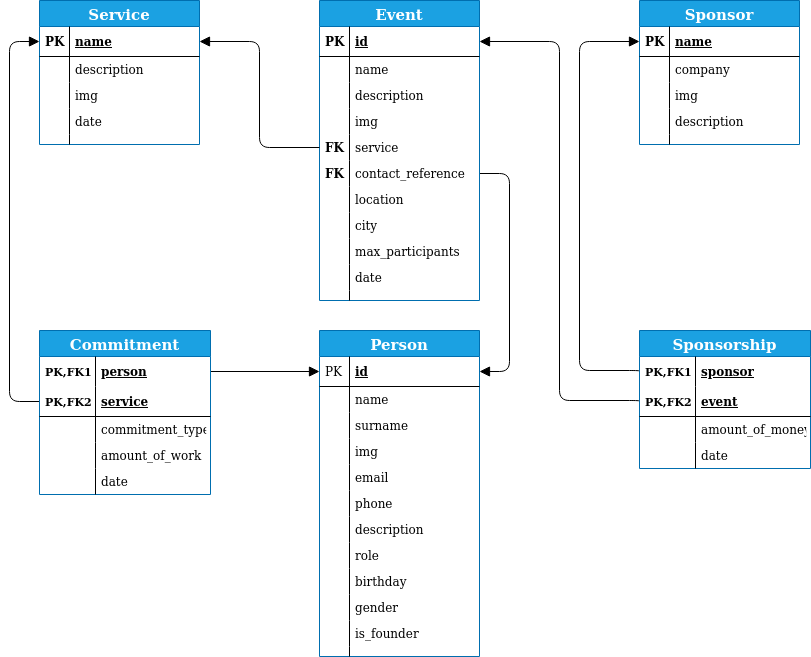 Service
PK name
description
img
date
Event
PK id
name
description
img
FK service
FK contact_reference
location
city
max_participants
date
Sponsor
PK name
company
img
description
Commitment
PK,FK1 person
PK,FK2 service
commitment_type
amount_of_work
date
Person
PK id
name
surname
img
email
phone
description
role
birthday
gender
is_founder
Sponsorship
PK,FK1 sponsor
PK,FK2 event
amount_of_money
date